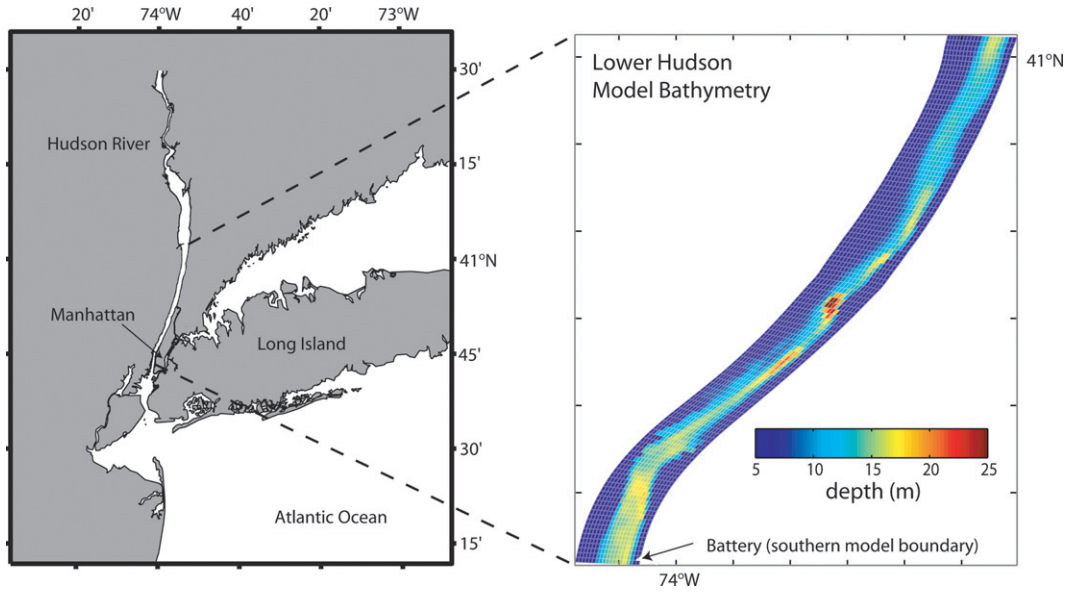 20' 74°W 40' 20' 73°W
30'
Hudson River
15'
41°N
Manhattan
Long Island
45'
30'
Atlantic Ocean
15'
Lower Hudson
Model Bathymetry
41°N
5 10 15 20 25
depth (m)
Battery (southern model boundary)
74°W